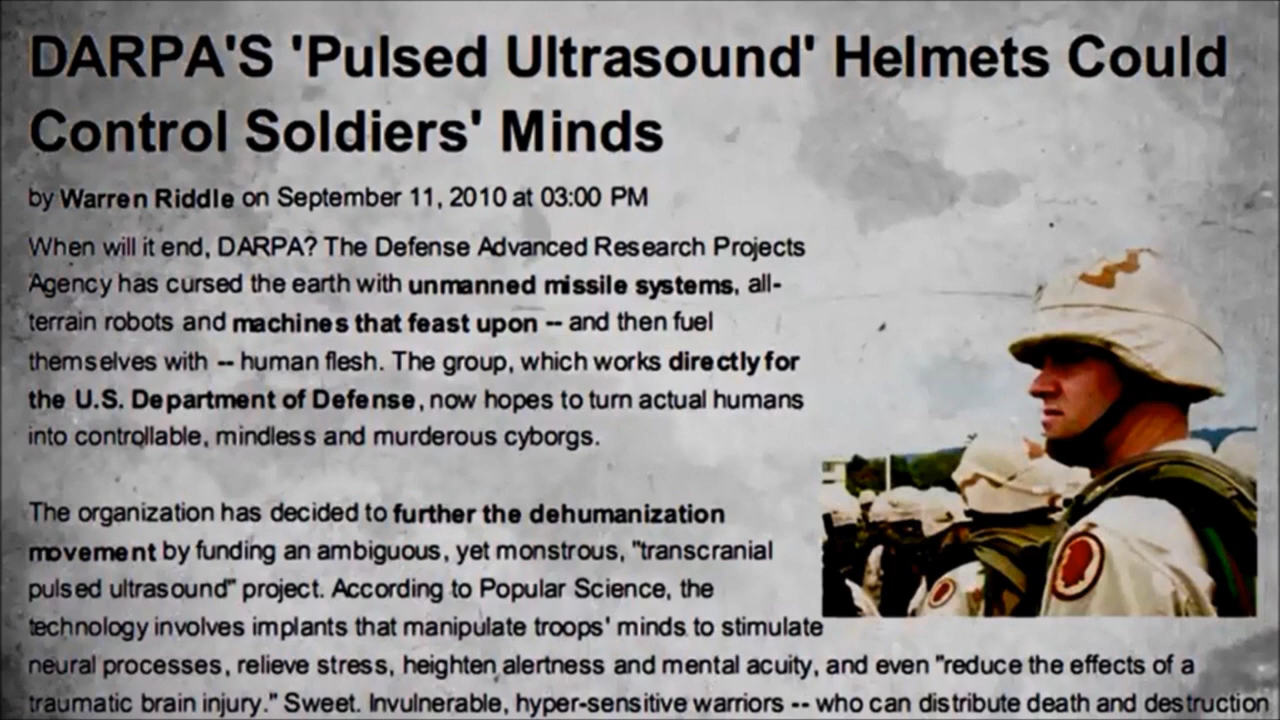 DARPA'S 'Pulsed Ultrasound' Helmets Could
Control Soldiers' Minds
by Warren Riddle on September 11, 2010 at 03:00 PM
When will it end, DARPA? The Defense Advanced Research Projects
Agency has cursed the earth with unmanned missile systems, all-
terrain robots and machines that feast upon -- and then fuel
themselves with -- human flesh. The group, which works directly for
the U.S. Department of Defense, now hopes to turn actual humans
into controllable, mindless and murderous cyborgs.
The organization has decided to further the dehumanization
movement by funding an ambiguous, yet monstrous, "transcranial
pulsed ultrasound" project. According to Popular Science, the
technology involves implants that manipulate troops' minds to stimulate
neural processes, relieve stress, heighten alertness and mental acuity, and even "reduce the effects of a
traumatic brain injury." Sweet. Invulnerable, hyper-sensitive warriors -- who can distribute death and destruction